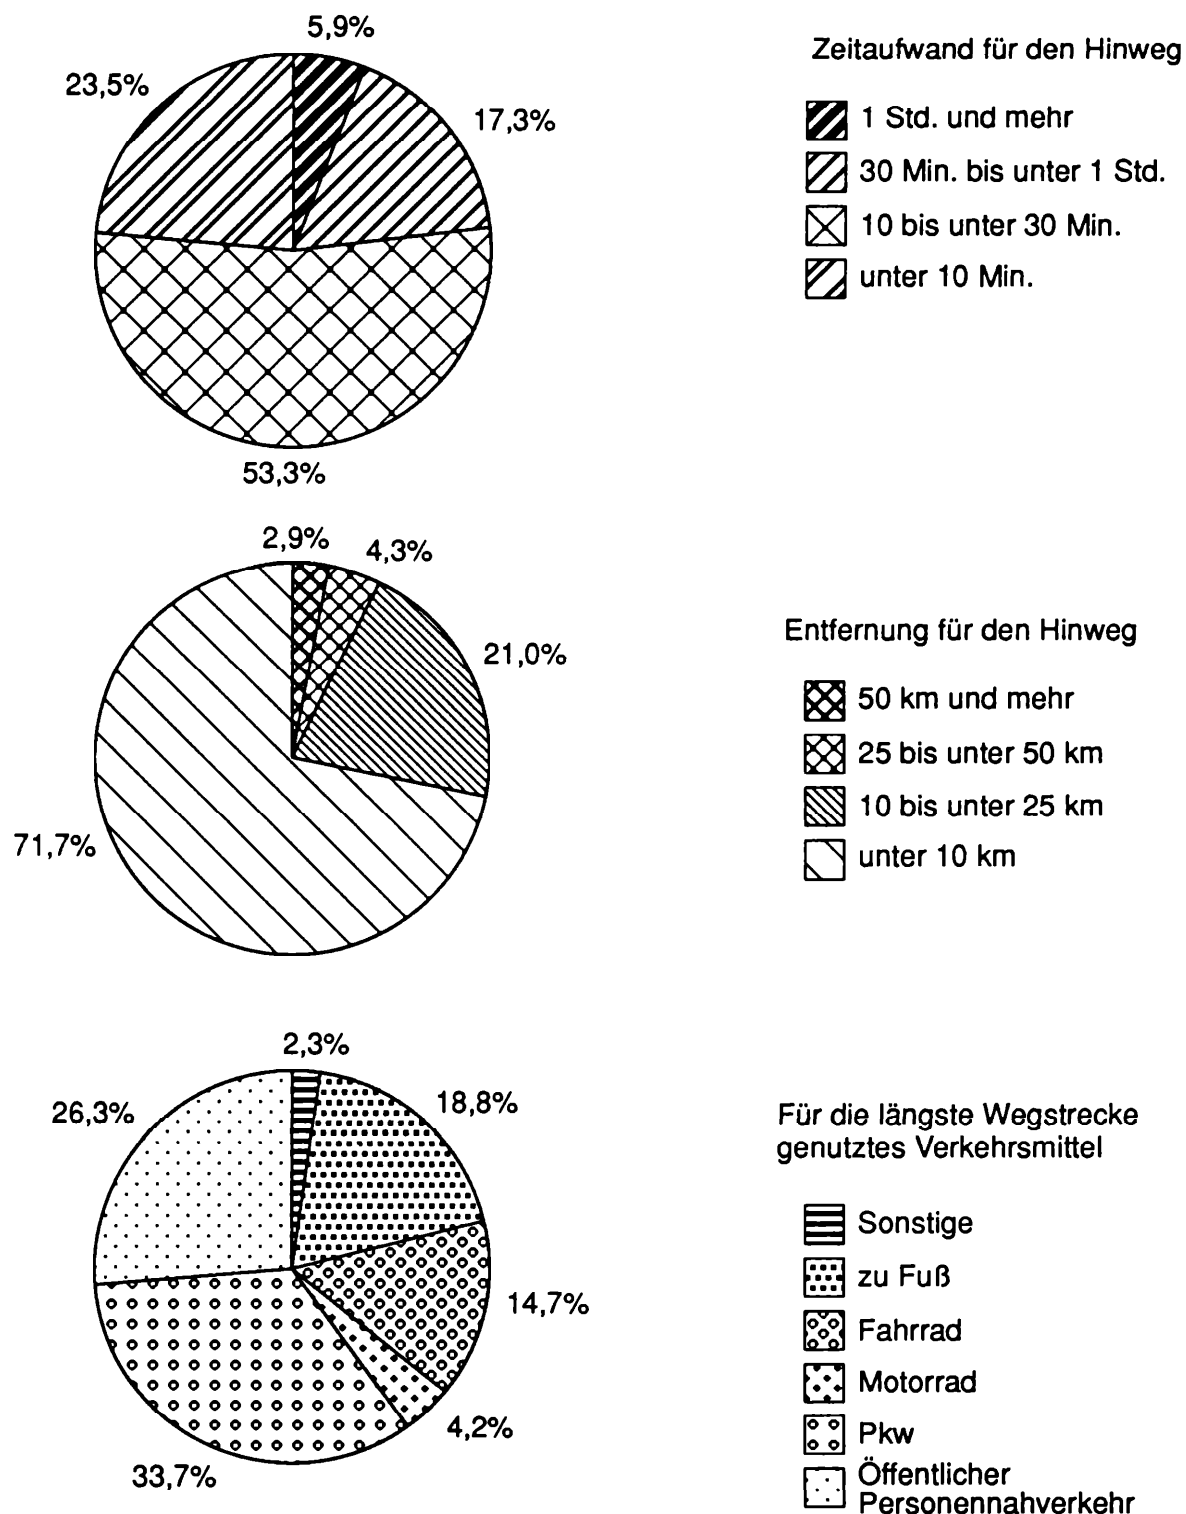 5,9%
23,5%
17,3%
53,3%
Zeitaufwand für den Hinweg
1 Std. und mehr
30 Min. bis unter 1 Std.
10 bis unter 30 Min.
unter 10 Min.
2,9%
4,3%
21,0%
71,7%
Entfernung für den Hinweg
50 km und mehr
25 bis unter 50 km
10 bis unter 25 km
unter 10 km
2,3%
26,3%
18,8%
14,7%
4,2%
33,7%
Für die längste Wegstrecke
genutztes Verkehrsmittel
Sonstige
zu Fuß
Fahrrad
Motorrad
Pkw
Öffentlicher
Personennahverkehr